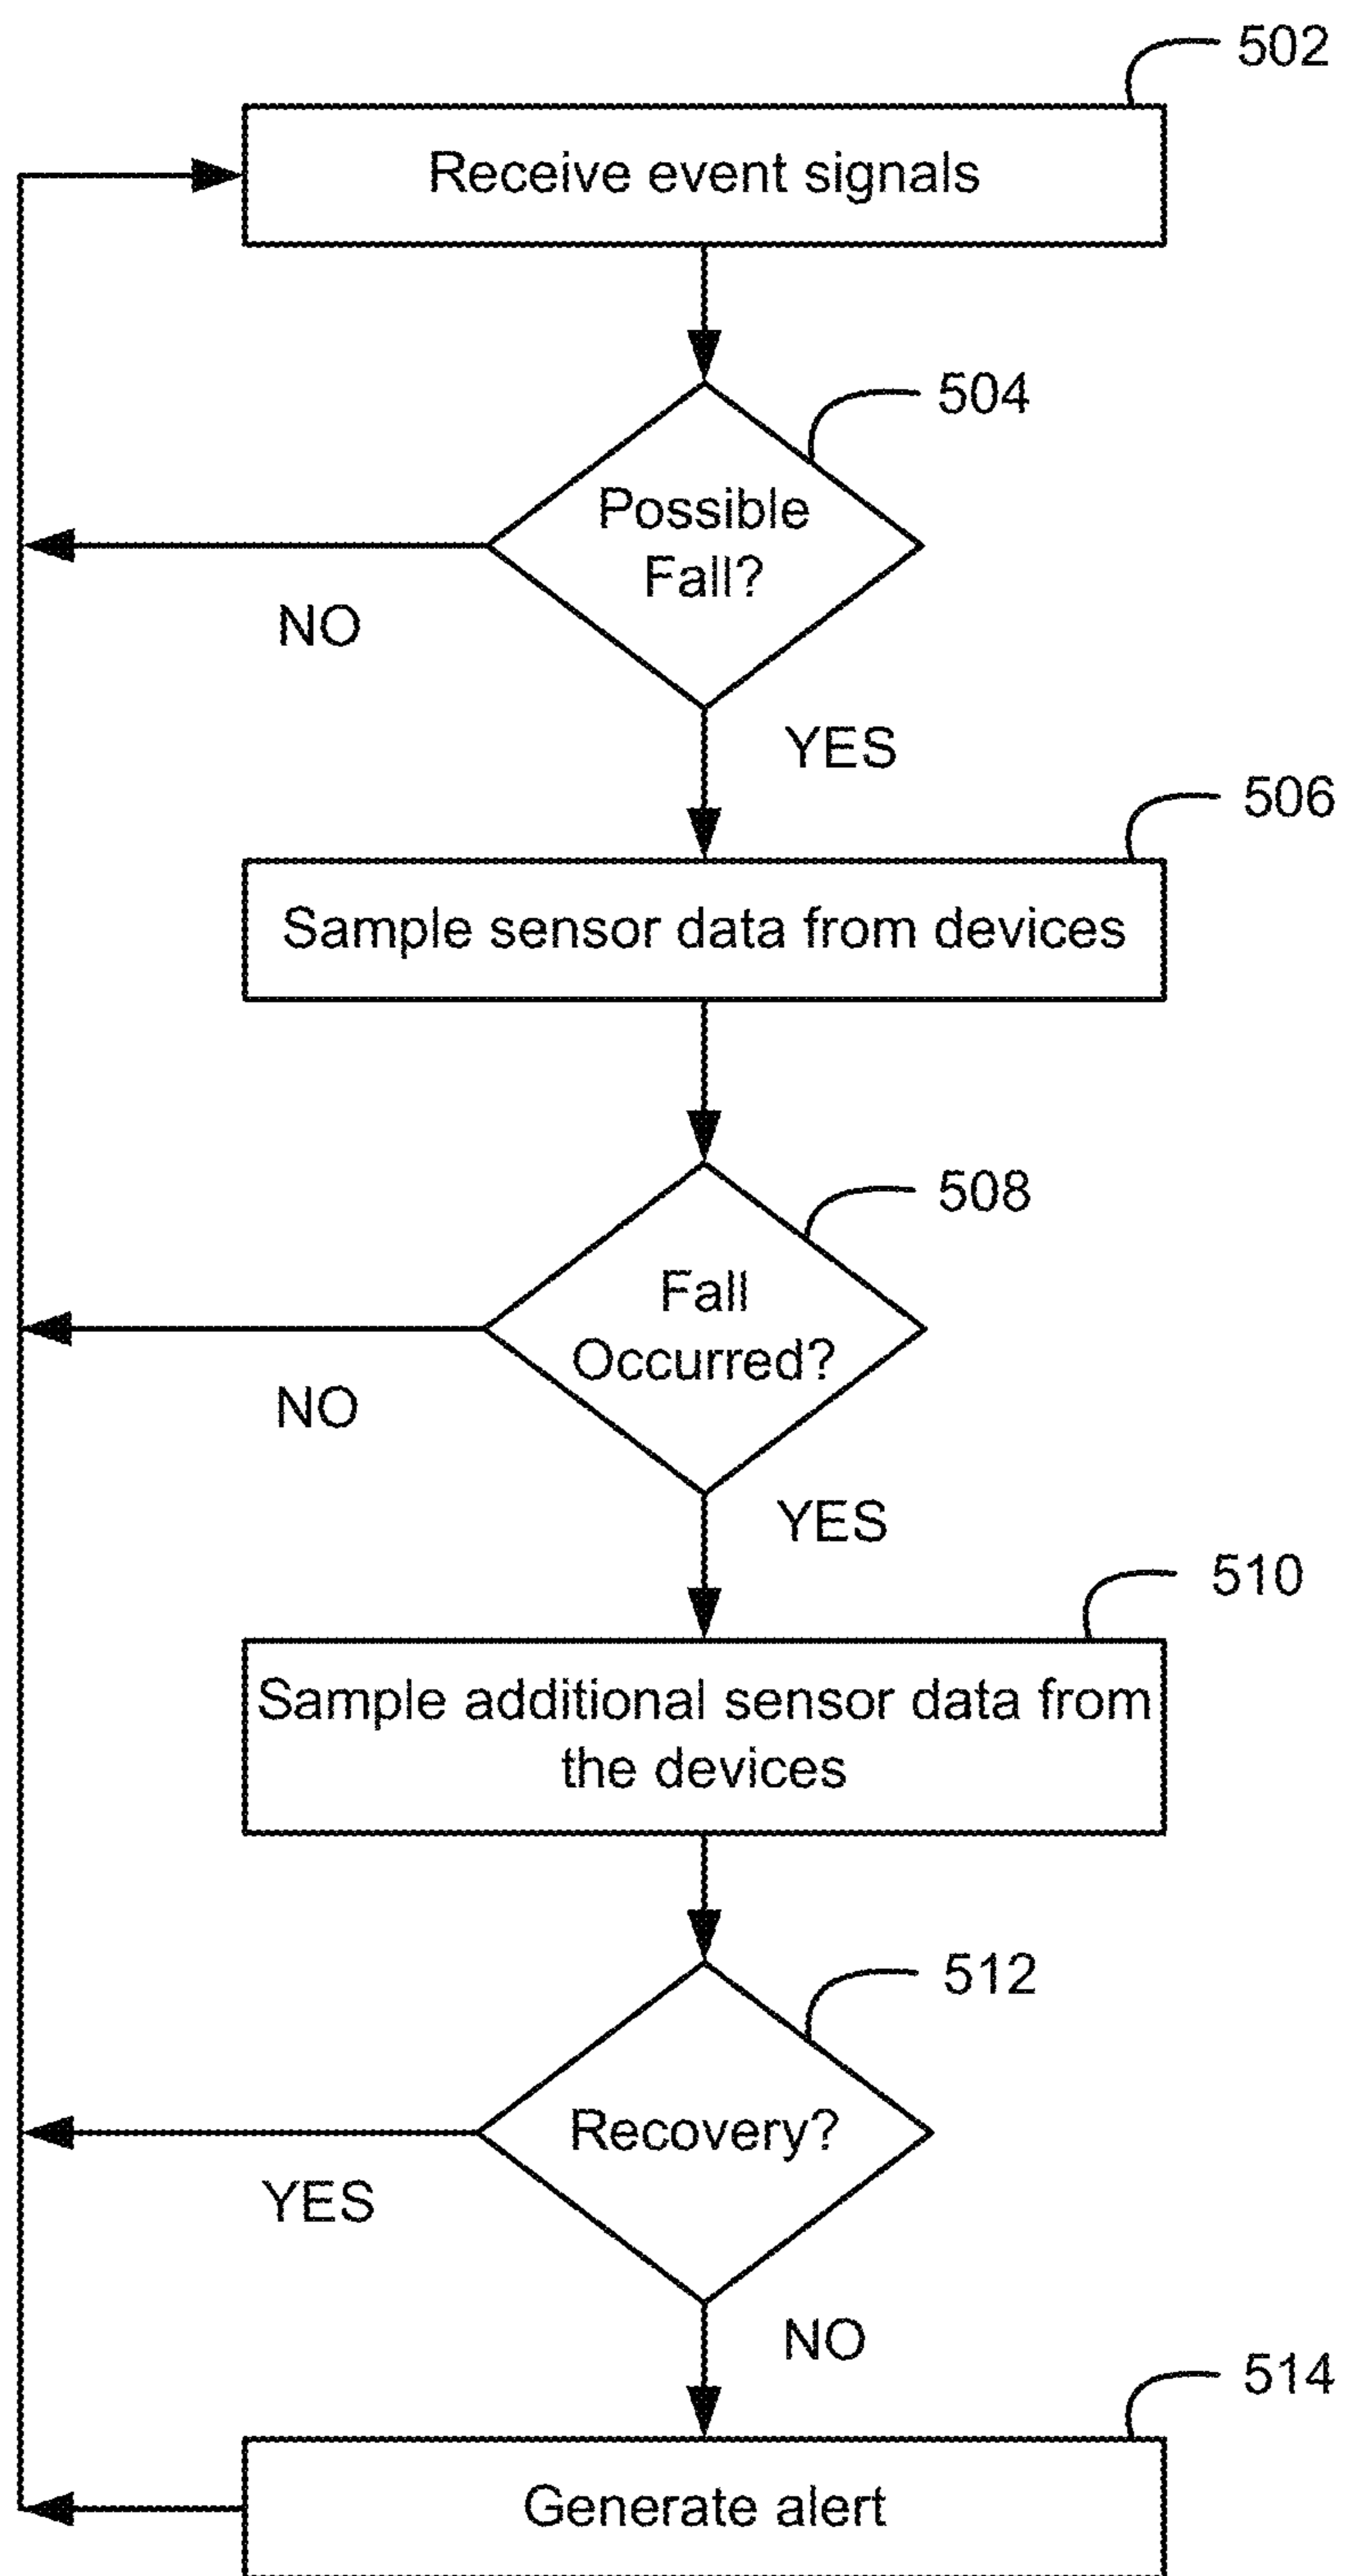 502
Receive event signals
504
Possible
Fall?
NO
YES
506
Sample sensor data from devices
508
Fall
Occurred?
NO
YES
510
Sample additional sensor data from
the devices
512
Recovery?
YES
NO
514
Generate alert